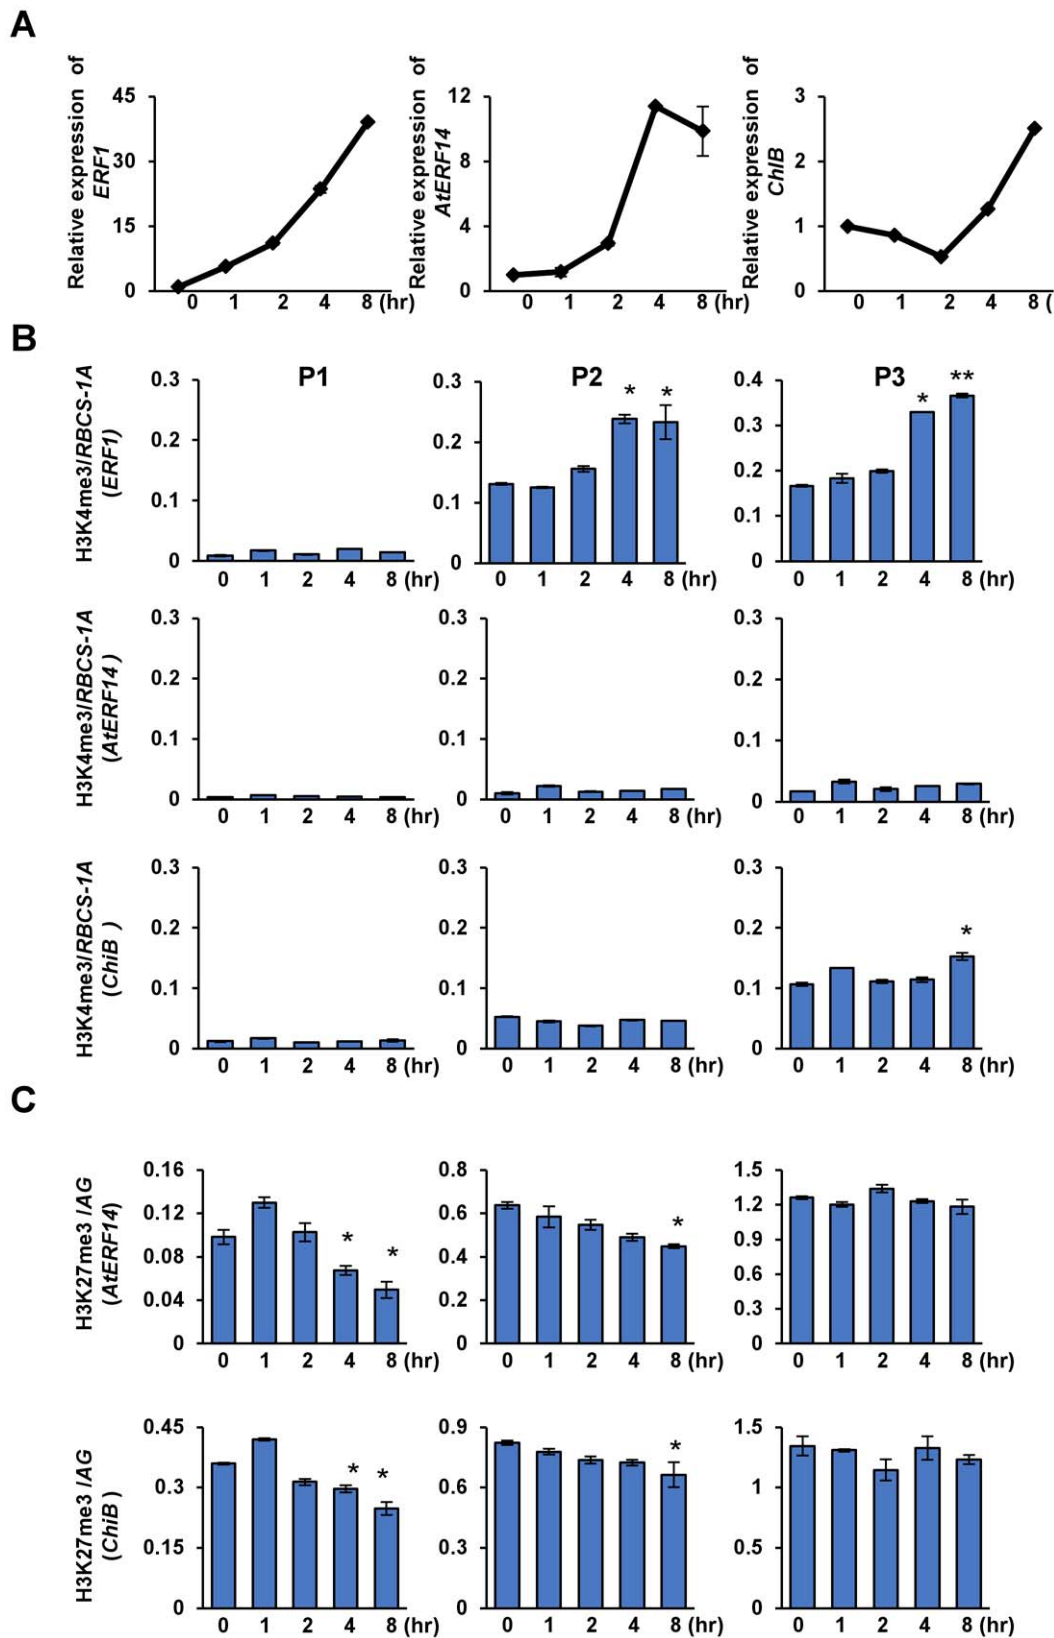 A
Relative expression of
ERF1
45
30
15
0
0 1 2 4 8 (hr)
Relative expression of
AtERF14
12
8
4
0
0 1 2 4 8 (hr)
Relative expression of
ChIB
3
2
1
0
0 1 2 4 8 (
B
H3K4me3/RBCS-1A
(ERF1)
P1
0.3
0.2
0.1
0
0 1 2 4 8 (hr)
P2
0.3
0.2
0.1
0
* *
0 1 2 4 8 (hr)
P3
0.4
0.3
0.2
0.1
0
* **
0 1 2 4 8 (hr)
H3K4me3/RBCS-1A
(AtERF14 )
0.3
0.2
0.1
0
0 1 2 4 8 (hr)
0.3
0.2
0.1
0
0 1 2 4 8 (hr)
0.3
0.2
0.1
0
0 1 2 4 8 (hr)
H3K4me3/RBCS-1A
(ChiB )
0.3
0.2
0.1
0
0 1 2 4 8 (hr)
0.3
0.2
0.1
0
0 1 2 4 8 (hr)
0.3
0.2
0.1
0
*
0 1 2 4 8 (hr)
C
H3K27me3 /AG
(AtERF14)
0.16
0.12
0.08
0.04
0
* *
0 1 2 4 8 (hr)
0.8
0.6
0.4
0.2
0
*
0 1 2 4 8 (hr)
1.5
1.2
0.9
0.6
0.3
0
0 1 2 4 8 (hr)
H3K27me3 /AG
(ChiB )
0.45
0.3
0.15
0
* *
0 1 2 4 8 (hr)
0.9
0.6
0.3
0
*
0 1 2 4 8 (hr)
1.5
1
0.5
0
0 1 2 4 8 (hr)